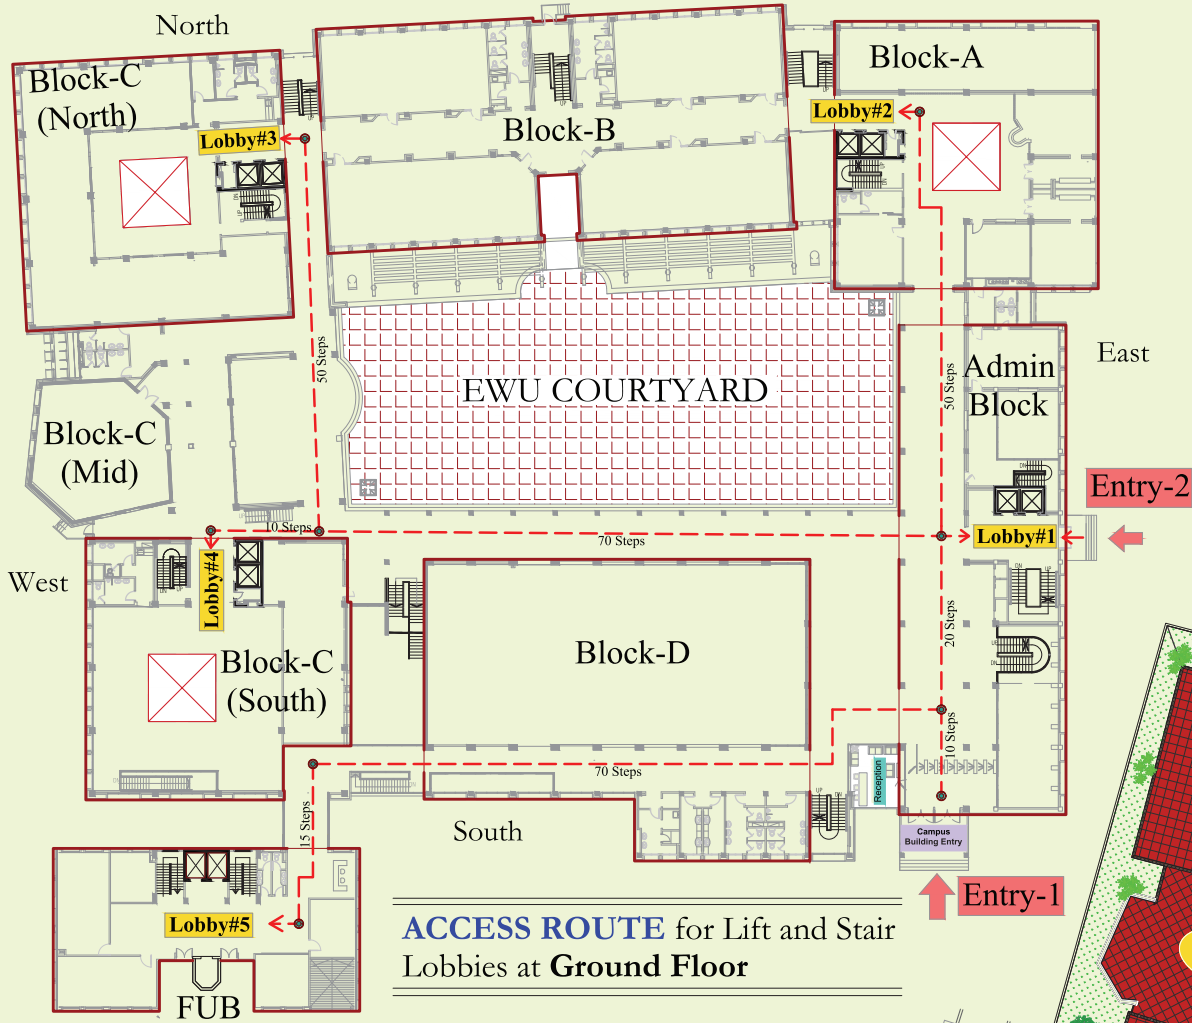 North
Block-C
(North)
Lobby#3
Block-B
Block-A
Lobby#2
50 Steps
EWU COURTYARD
East
50 Steps
Admin
Block
Block-C
(Mid)
Entry-2
10 Steps
70 Steps
Lobby#1
West
Lobby#4
20 Steps
Block-D
Block-C
(South)
10 Steps
70 Steps
Reception
15 Steps
South
Campus
Building Entry
Entry-1
Lobby#5
FUB
ACCESS ROUTE for Lift and Stair
Lobbies at Ground Floor